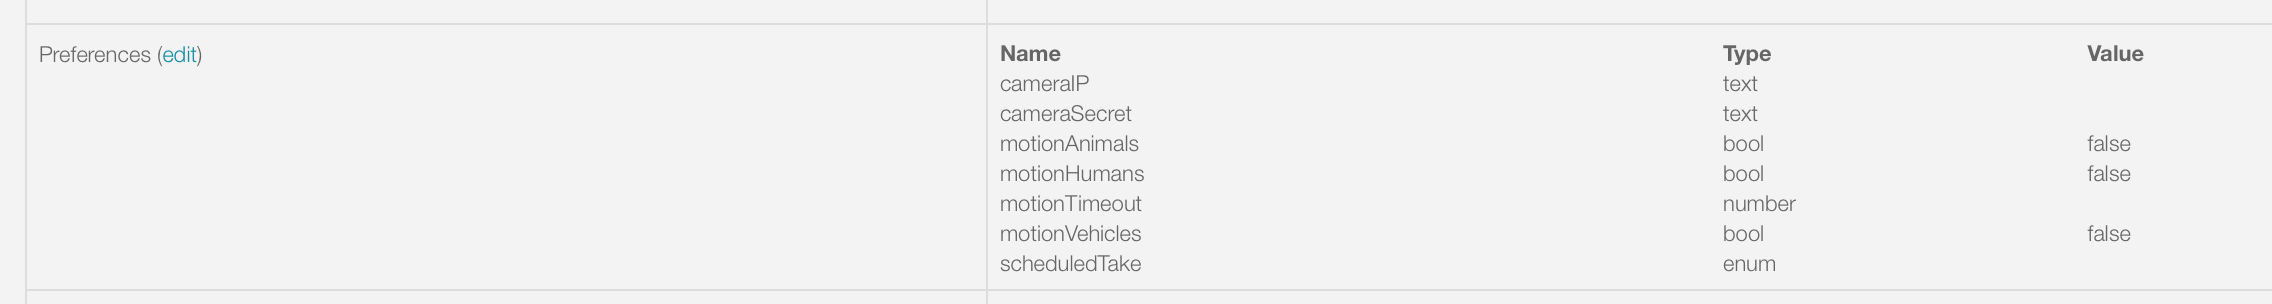 Preferences (edit)
Name Type Value
cameraIP text
cameraSecret text
motionAnimals bool false
motionHumans bool false
motionTimeout number
motionVehicles bool false
scheduledTake enum